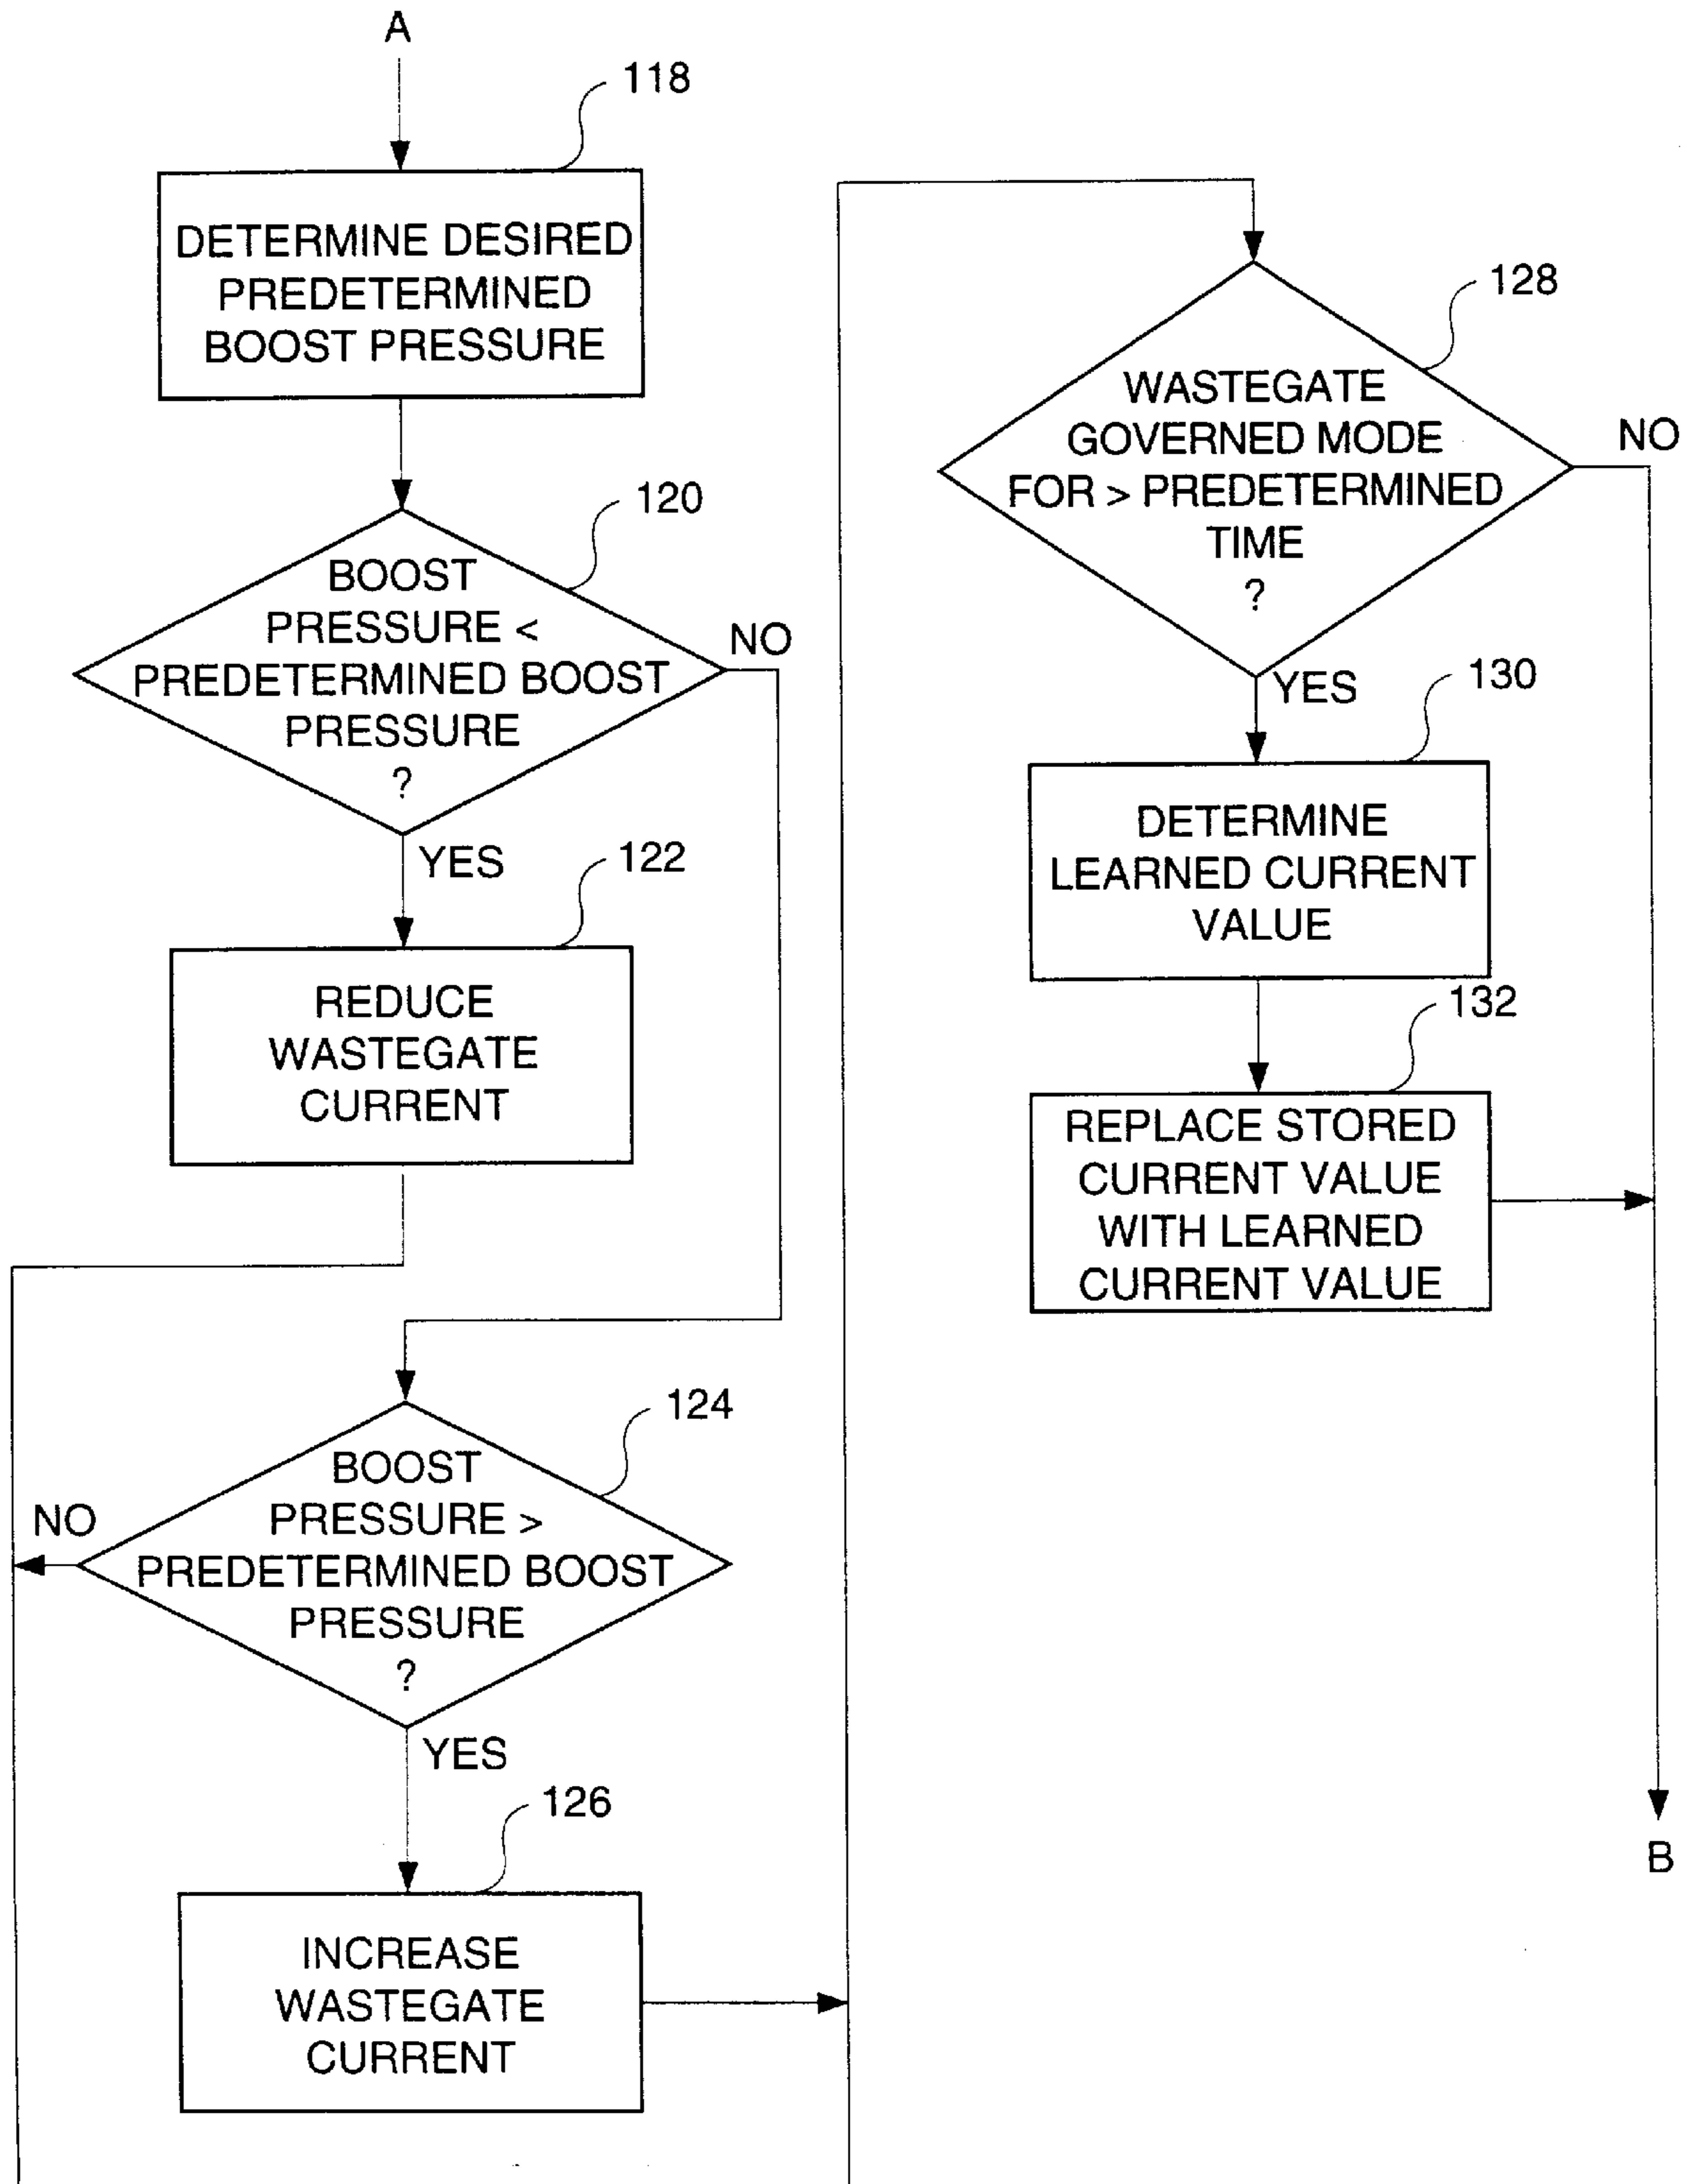 A
118
DETERMINE DESIRED
PREDETERMINED
BOOST PRESSURE
120
BOOST
PRESSURE <
PREDETERMINED BOOST
PRESSURE
?
NO
YES
122
REDUCE
WASTEGATE
CURRENT
124
BOOST
PRESSURE >
PREDETERMINED BOOST
PRESSURE
?
NO
YES
126
INCREASE
WASTEGATE
CURRENT
128
WASTEGATE
GOVERNED MODE
FOR > PREDETERMINED
TIME
?
NO
YES
130
DETERMINE
LEARNED CURRENT
VALUE
132
REPLACE STORED
CURRENT VALUE
WITH LEARNED
CURRENT VALUE
B